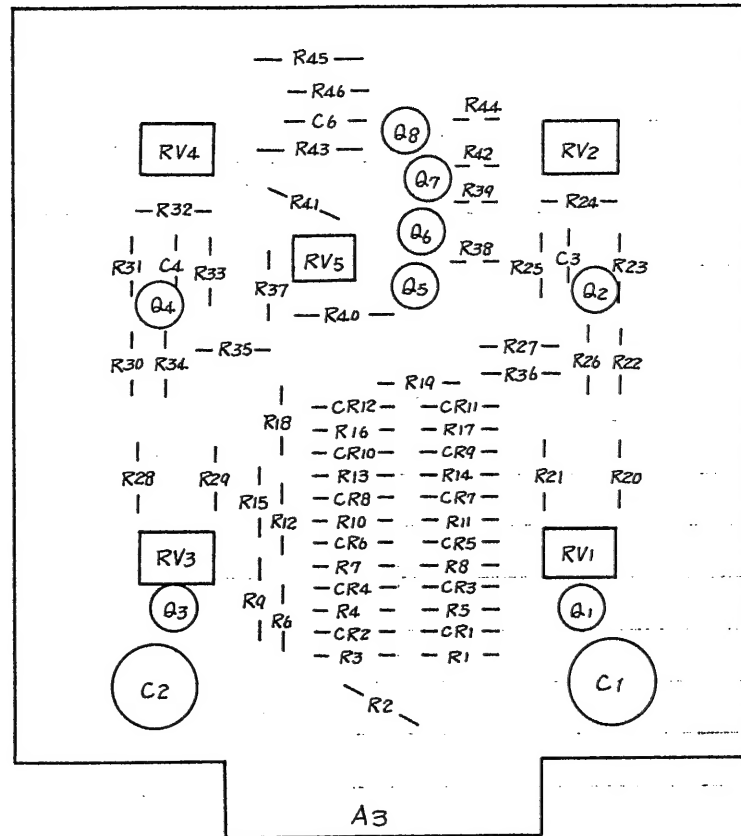 R45
R46
C6
R43
R44
Q8
RV4
RV2
R42
Q7
R39
R41
R32
R24
Q6
R38
RV5
R31
C4
R33
R37
R25
C3
R23
Q4
Q5
Q2
R40
R35
R27
R30
R34
R36
R26
R22
R19
R18
CR12
CR11
R16
R17
CR10
CR9
R28
R29
R13
R14
R21
R20
R15
CR8
CR7
R12
R10
R11
CR6
CR5
RV3
RV1
R7
R8
CR4
CR3
R9
Q3
R4
R5
Q1
R6
CR2
CR1
R3
R1
C2
C1
R2
A3